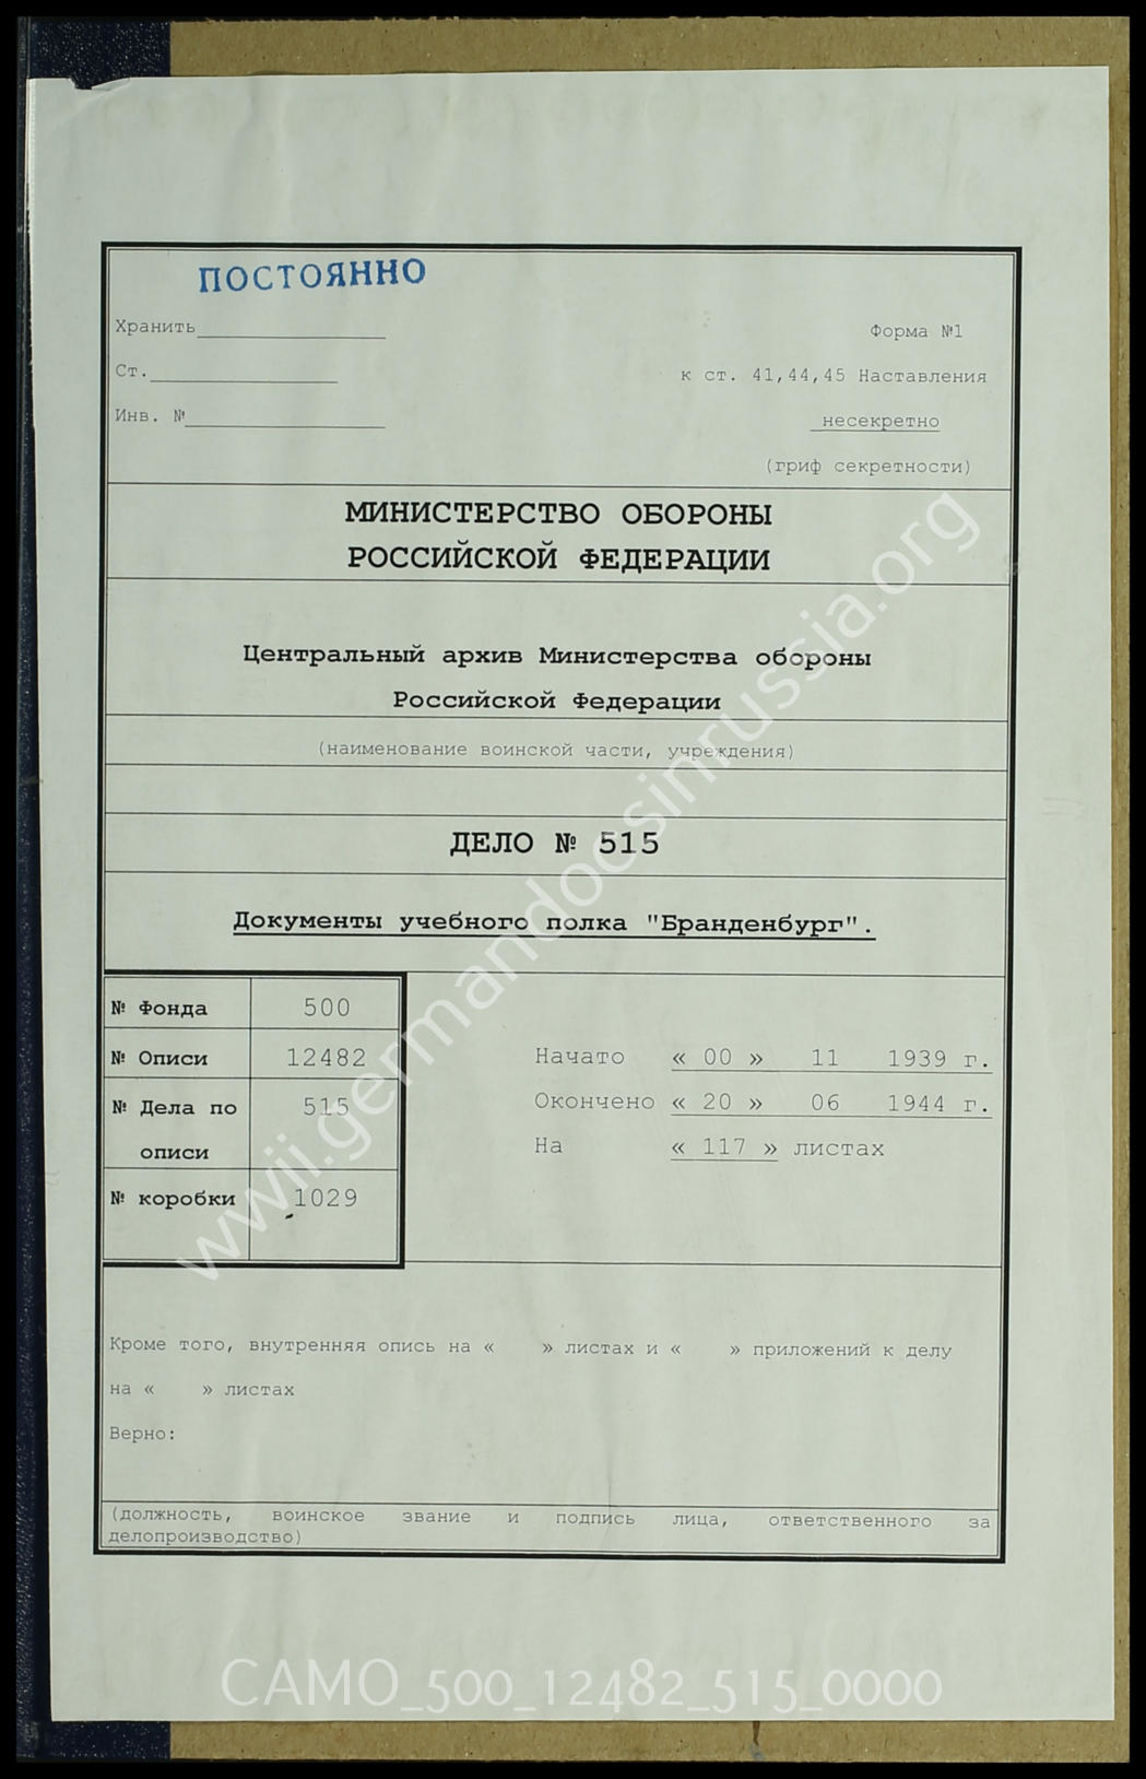 ПОСТОЯННО
Хранить
Форма №1
Ст.
к ст. 41,44,45 Наставления
Инв. №
несекретно
(гриф секретности)
МИНИСТЕРСТВО ОБОРОНЫ
РОССИЙСКОЙ ФЕДЕРАЦИИ
Центральный архив Министерства обороны
Российской Федерации
(наименование воинской части, учреждения)
ДЕЛО № 515
Документы учебного полка "Бранденбург".
№ Фонда 500
№ Описи 12482
№ Дела по 515
описи
№ коробки 1029
Начато « 00 » 11 1939 г.
Окончено « 20 » 06 1944 г.
На « 117 » листах
Кроме того, внутренняя опись на « » листах и « » приложений к делу
на « » листах
Верно:
(должность, воинское звание и подпись лица, ответственного за
делопроизводство)
wwii.germandocsinrussia.org
CAMO_500_12482_515_0000